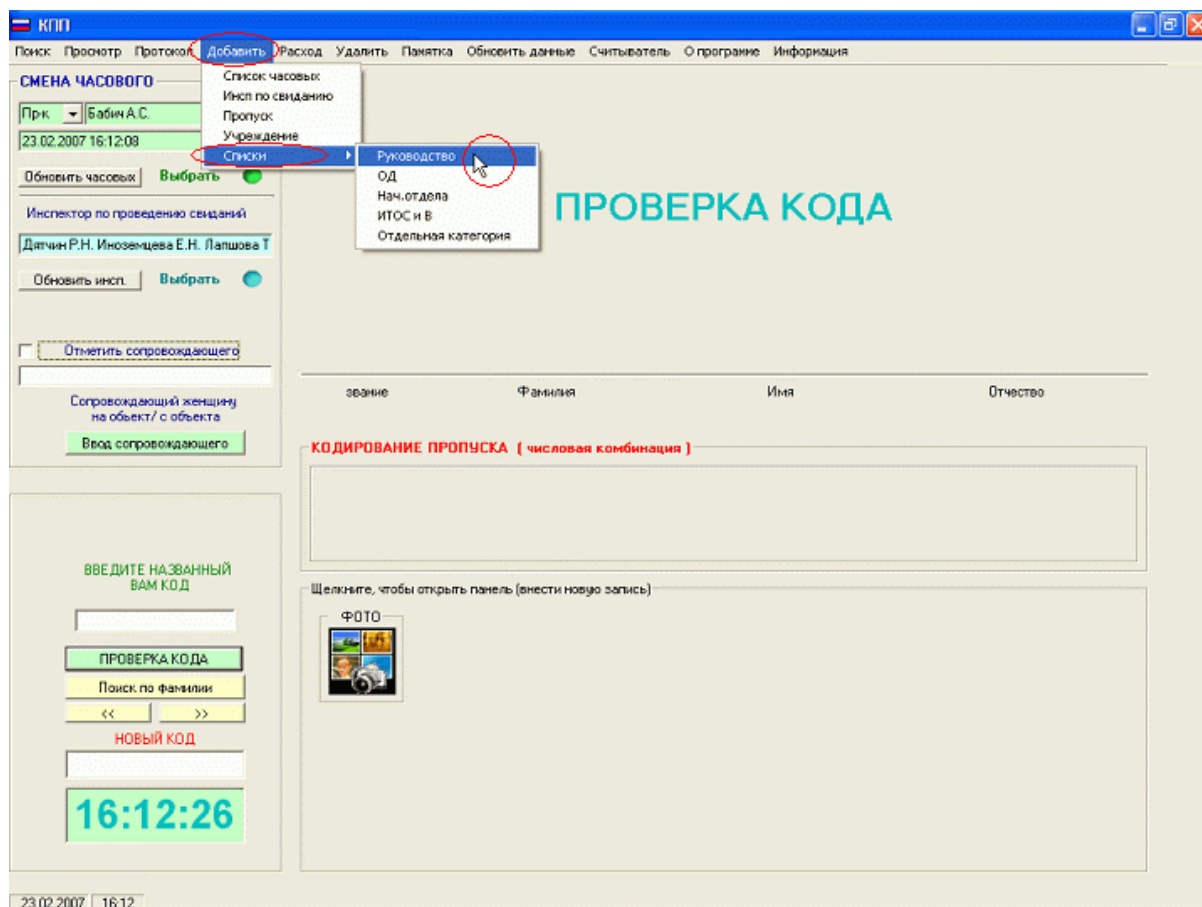 КПП
Поиск Просмотр Протокол Добавить Расход Удалить Памятка Обновить данные Считыватель О программе Информация
СМЕНА ЧАСОВОГО
Прк Бабич А.С.
23.02.2007 16:12:08
Обновить часовых Выбрать
Инспектор по проведению свиданий
Дятчин Р.Н. Иноземцева Е.Н. Лапшова Т
Обновить инсп. Выбрать
Отметить сопровождающего
Сопровождающий женщину
на объект/ с объекта
Ввод сопровождающего
Список часовых
Инсп по свиданию
Пропуск
Учреждение
Списки
Руководство
ОД
Нач.отдела
ИТОС и В
Отдельная категория
ПРОВЕРКА КОДА
звание Фамилия Имя Отчество
КОДИРОВАНИЕ ПРОПУСКА ( числовая комбинация )
Щелкните, чтобы открыть панель (внести новую запись)
ФОТО
ВВЕДИТЕ НАЗВАННЫЙ
ВАМ КОД
ПРОВЕРКА КОДА
Поиск по фамилии
<< >>
НОВЫЙ КОД
16:12:26
23.02.2007 16:12